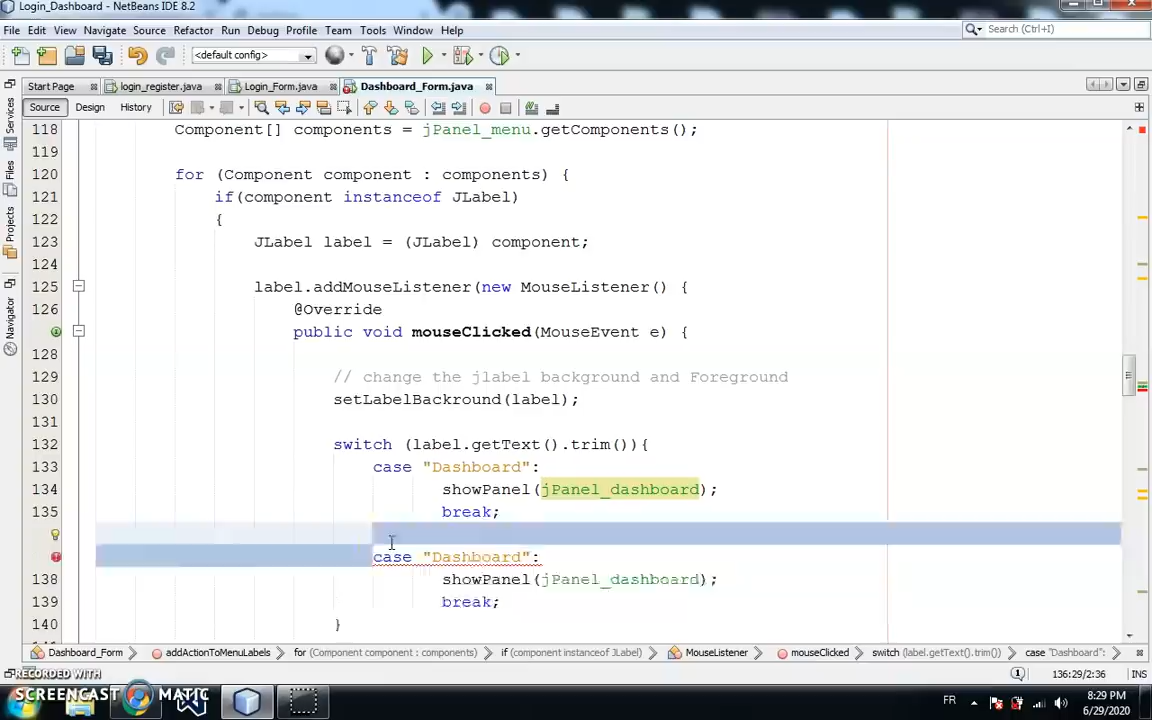 Login_Dashboard - NetBeans IDE 8.2
File Edit View Navigate Source Refactor Run Debug Profile Team Tools Window Help
Search (Ctrl+I)
<default config>
Start Page login_register.java Login_Form.java Dashboard_Form.java
Source Design History
Services
Files
Projects
Navigator
118 Component[] components = jPanel_menu.getComponents();
119
120 for (Component component : components) {
121 if(component instanceof JLabel)
122 {
123 JLabel label = (JLabel) component;
124
125 label.addMouseListener(new MouseListener() {
126 @Override
public void mouseClicked(MouseEvent e) {
128
129 // change the jlabel background and Foreground
130 setLabelBackround(label);
131
132 switch (label.getText().trim()){
133 case "Dashboard":
134 showPanel(jPanel_dashboard);
135 break;
case "Dashboard":
138 showPanel(jPanel_dashboard);
139 break;
140 }
Dashboard_Form addActionToMenuLabels for (Component component : components) if (component instanceof JLabel) MouseListener mouseClicked switch (label.getText().trim()) case "Dashboard":
136:29/2:36 INS
RECORDED WITH
SCREENCAST MATIC
FR 8:29 PM
6/29/2020